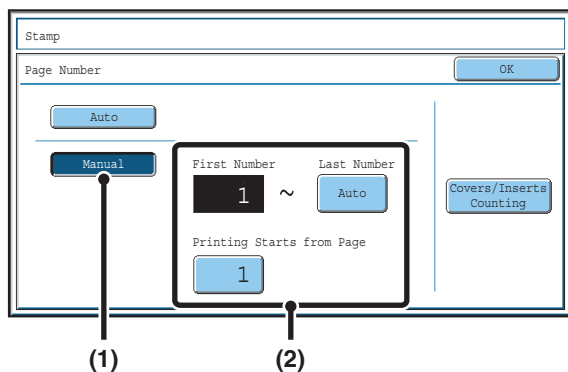 Stamp
Page Number
OK
Auto
Manual
First Number
Last Number
1
~
Auto
Printing Starts from Page
1
Covers/Inserts
Counting
(1)
(2)